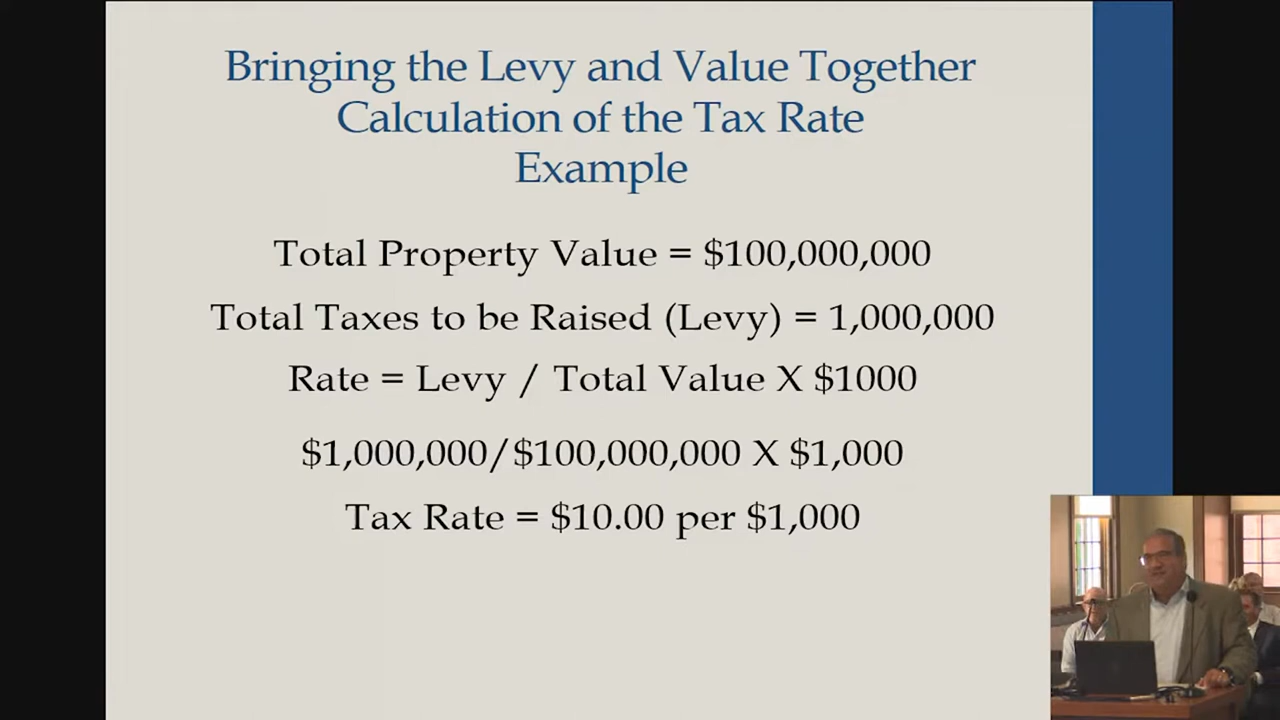 Bringing the Levy and Value Together
Calculation of the Tax Rate
Example
Total Property Value = $100,000,000
Total Taxes to be Raised (Levy) = 1,000,000
Rate = Levy / Total Value X $1000
$1,000,000/$100,000,000 X $1,000
Tax Rate = $10.00 per $1,000